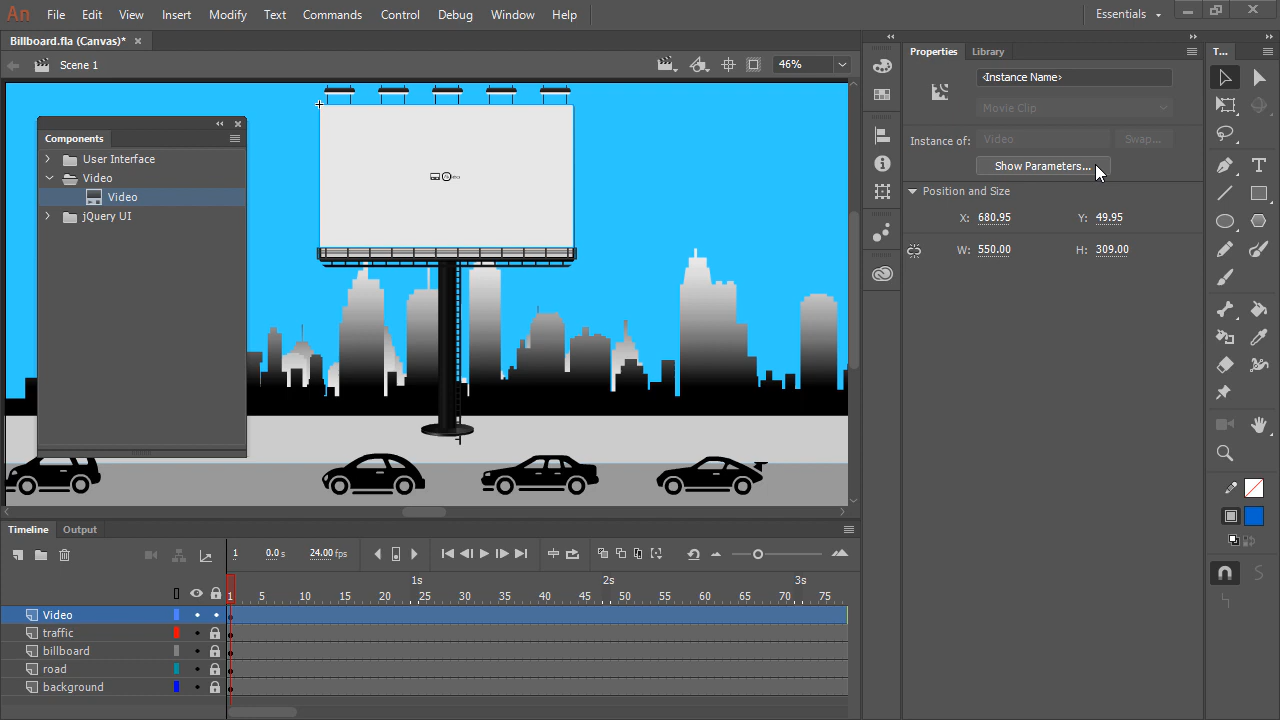 An File Edit View Insert Modify Text Commands Control Debug Window Help Essentials
Billboard.fla (Canvas)*
Scene 1 46%
Components
User Interface
Video
Video
jQuery UI
Properties Library
<Instance Name>
Movie Clip
Instance of: Video Swap...
Show Parameters...
Position and Size
X: 680.95 Y: 49.95
W: 550.00 H: 309.00
T...
Timeline Output
1 0.0 s 24.00 fps
1s 2s 3s
1 5 10 15 20 25 30 35 40 45 50 55 60 65 70 75
Video
traffic
billboard
road
background